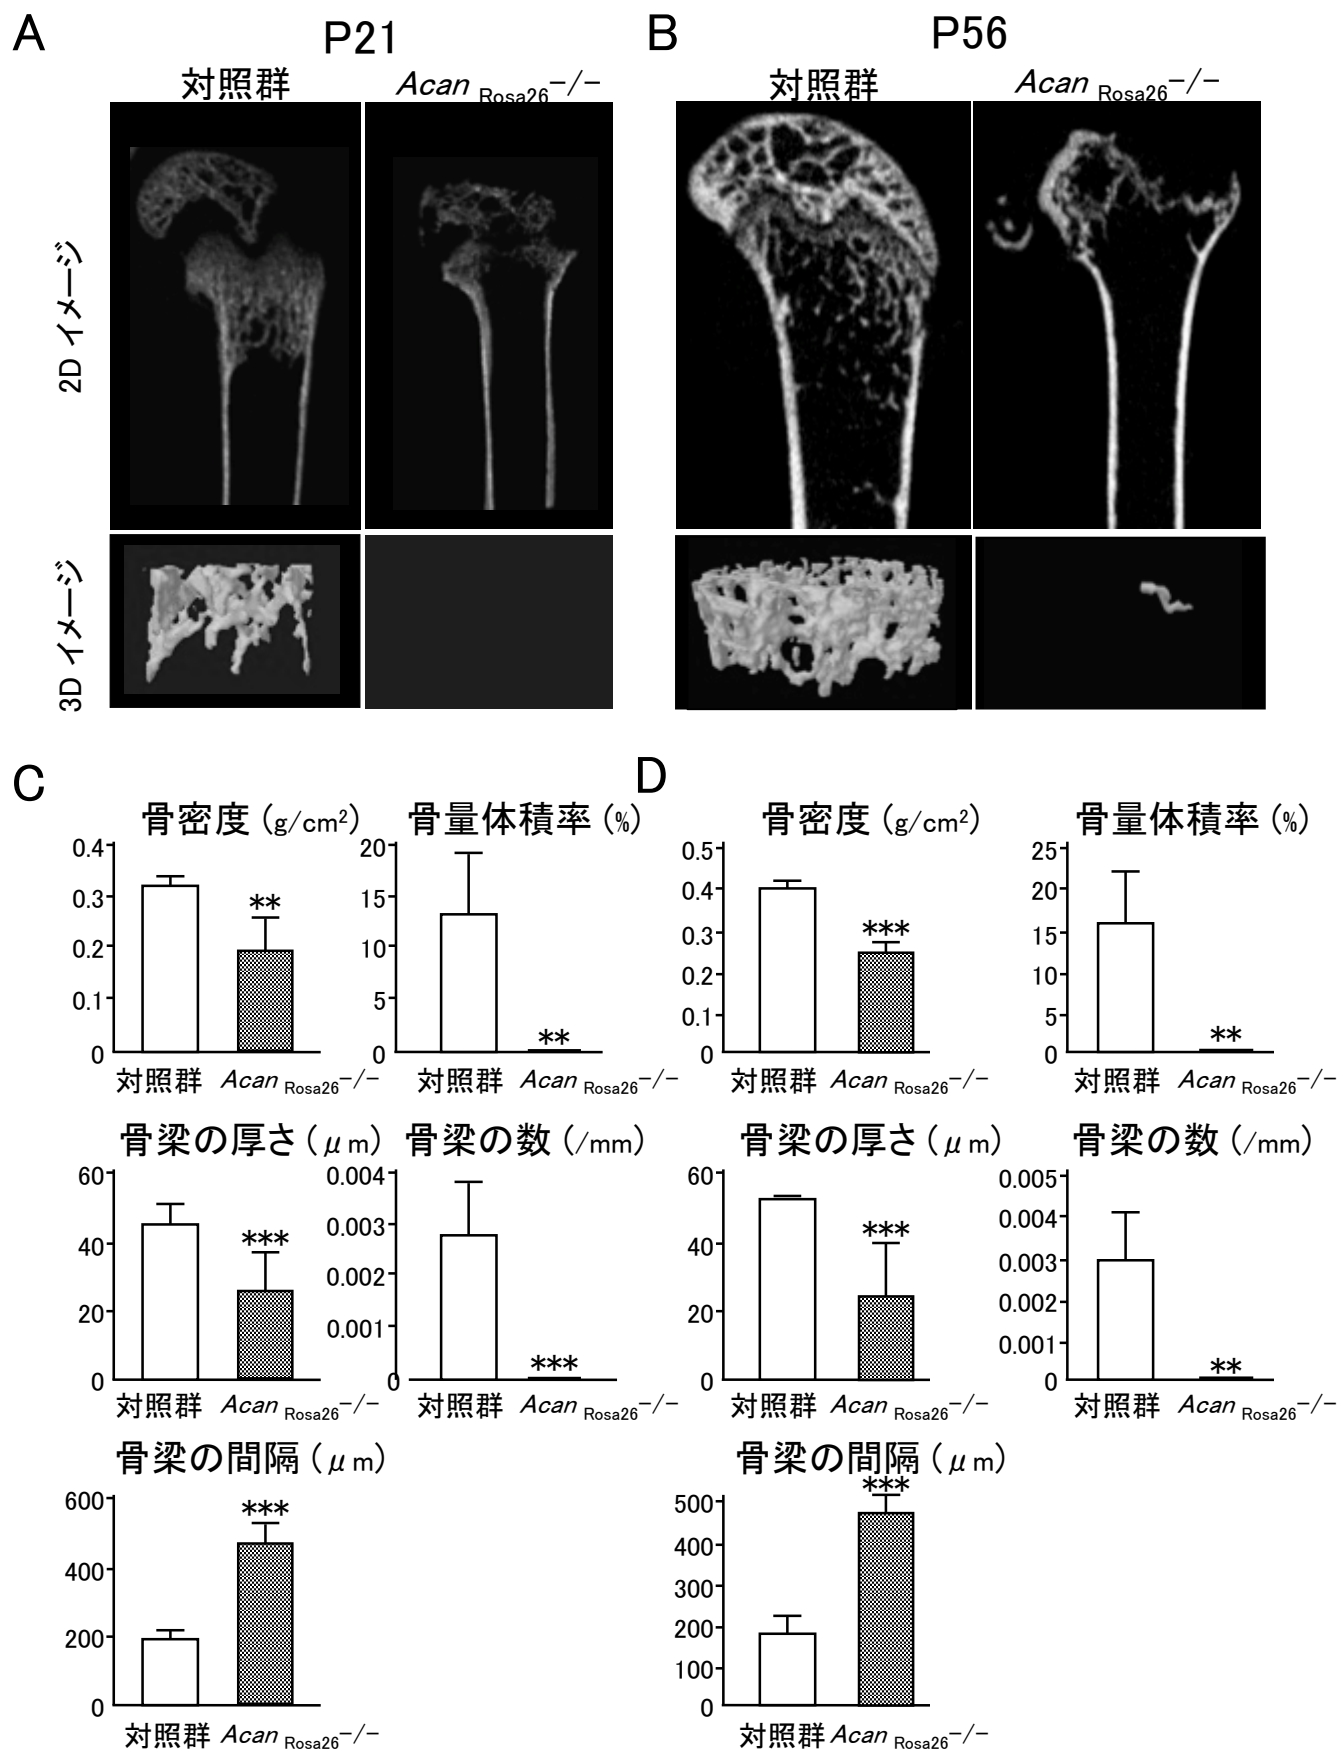 A
P21
対照群
Acan Rosa26−/−
B
P56
対照群
Acan Rosa26−/−
2D イメージ
3D イメージ
C
骨密度 (g/cm²)
0.4
0.3
0.2
0.1
0
**
対照群
Acan Rosa26−/−
骨量体積率 (%)
20
15
10
5
0
**
対照群
Acan Rosa26−/−
骨梁の厚さ (μm)
60
40
20
0
***
対照群
Acan Rosa26−/−
骨梁の数 (/mm)
0.004
0.003
0.002
0.001
0
***
対照群
Acan Rosa26−/−
骨梁の間隔 (μm)
600
400
200
0
***
対照群
Acan Rosa26−/−
D
骨密度 (g/cm²)
0.5
0.4
0.3
0.2
0.1
0
***
対照群
Acan Rosa26−/−
骨量体積率 (%)
25
20
15
10
5
0
**
対照群
Acan Rosa26−/−
骨梁の厚さ (μm)
60
40
20
0
***
対照群
Acan Rosa26−/−
骨梁の数 (/mm)
0.005
0.004
0.003
0.002
0.001
0
**
対照群
Acan Rosa26−/−
骨梁の間隔 (μm)
500
400
300
200
100
0
***
対照群
Acan Rosa26−/−